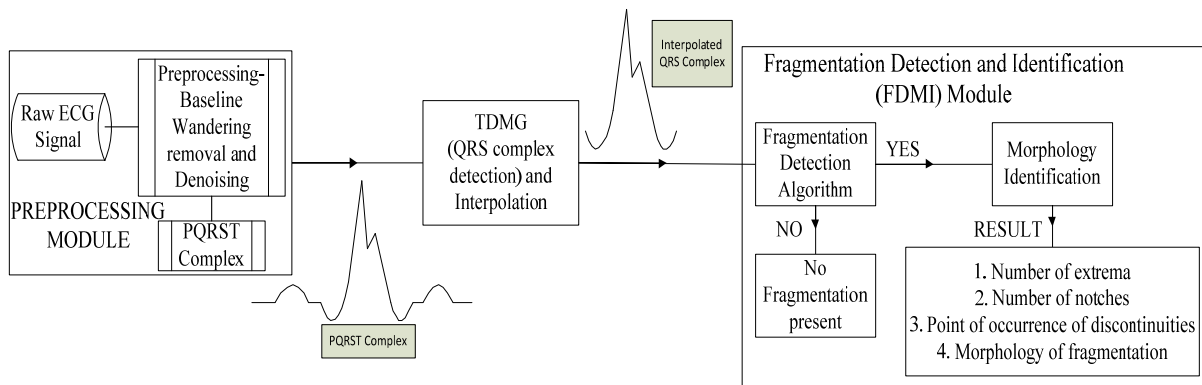 Raw ECG
Signal
Preprocessing-
Baseline
Wandering
removal and
Denoising
PREPROCESSING
MODULE
PQRST
Complex
PQRST Complex
TDMG
(QRS complex
detection) and
Interpolation
Interpolated
QRS Complex
Fragmentation Detection and Identification
(FDMI) Module
Fragmentation
Detection
Algorithm
YES
Morphology
Identification
NO
No
Fragmentation
present
RESULT
1. Number of extrema
2. Number of notches
3. Point of occurrence of discontinuities
4. Morphology of fragmentation